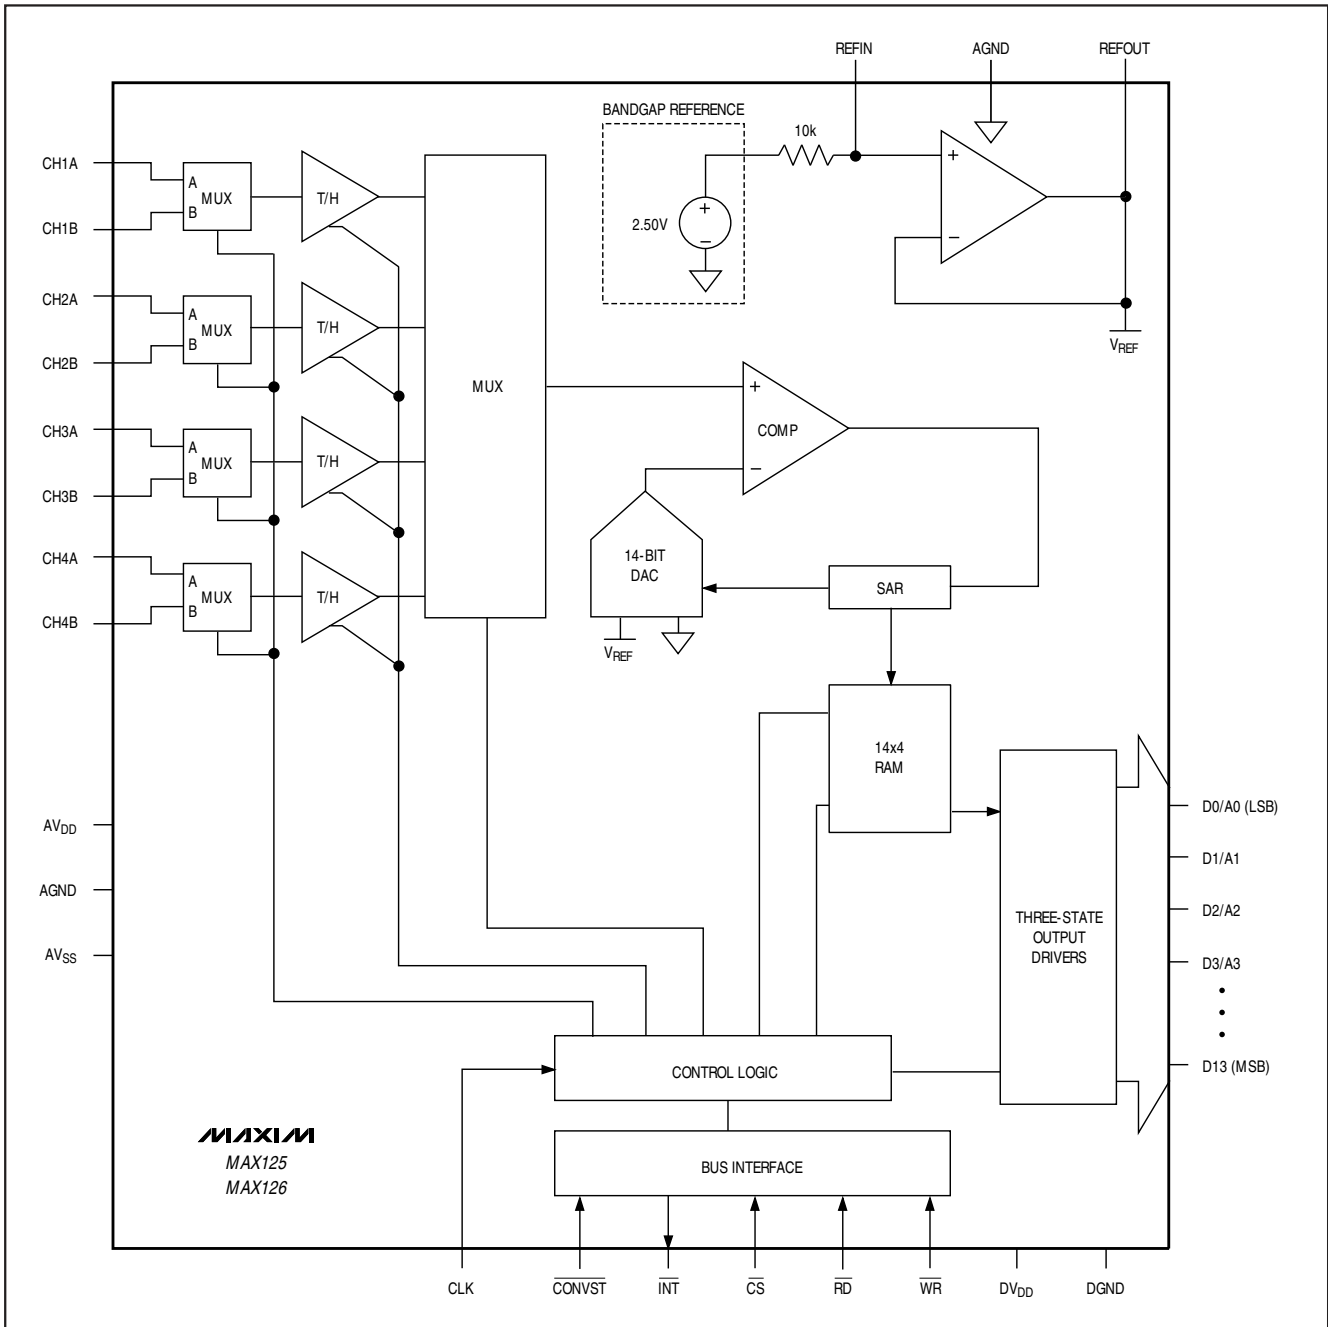 REFIN
AGND
REFOUT
BANDGAP REFERENCE
10k
2.50V
+
−
+
−
VREF
CH1A
A
MUX
B
CH1B
T/H
CH2A
A
MUX
B
CH2B
T/H
CH3A
A
MUX
B
CH3B
T/H
CH4A
A
MUX
B
CH4B
T/H
MUX
+
COMP
−
14-BIT
DAC
VREF
SAR
14x4
RAM
THREE-STATE
OUTPUT
DRIVERS
D0/A0 (LSB)
D1/A1
D2/A2
D3/A3
D13 (MSB)
AVDD
AGND
AVSS
CONTROL LOGIC
BUS INTERFACE
MAXIM
MAX125
MAX126
CLK
CONVST
INT
CS
RD
WR
DVDD
DGND